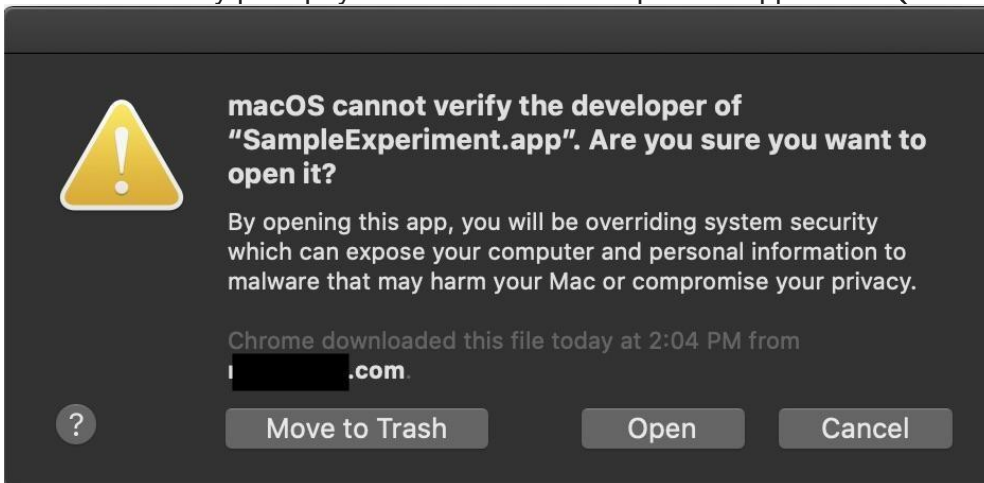 macOS cannot verify the developer of
“SampleExperiment.app”. Are you sure you want to
open it?
By opening this app, you will be overriding system security
which can expose your computer and personal information to
malware that may harm your Mac or compromise your privacy.
Chrome downloaded this file today at 2:04 PM from
.com.
?
Move to Trash
Open
Cancel